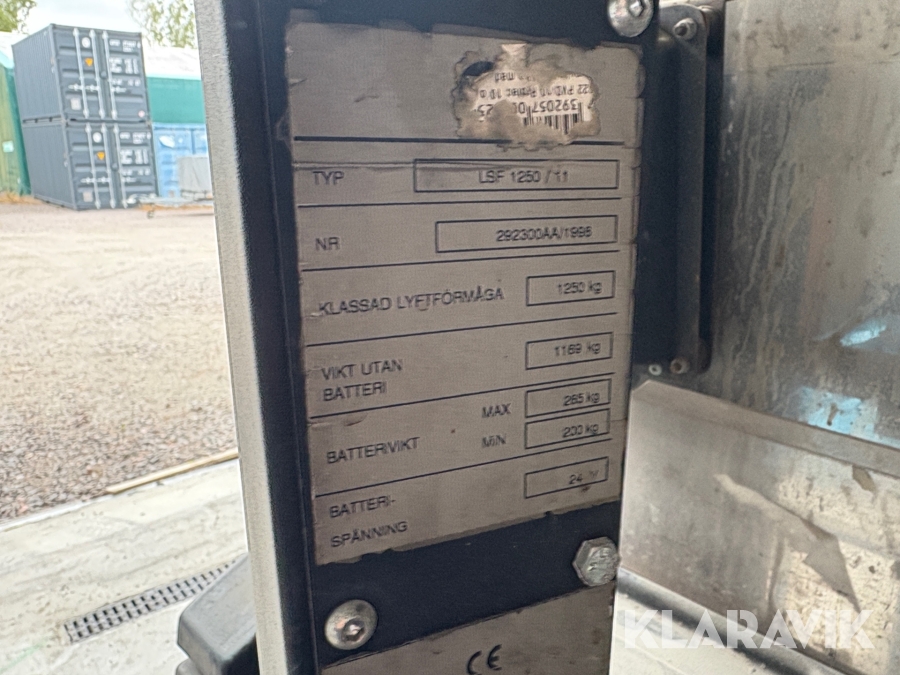 TYP LSF 1250 / 11
NR 292300AA/1996
KLASSAD LYFTFÖRMÅGA 1250 kg
VIKT UTAN BATTERI 1169 kg
BATTERIVIKT MAX 265 kg
MIN 200 kg
BATTERI-SPÄNNING 24 V
CE
KLARAVIK